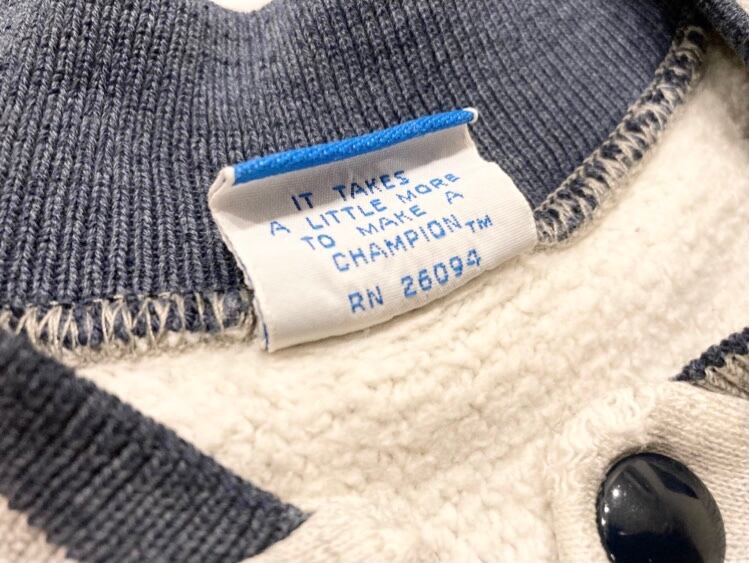 IT TAKES
A LITTLE MORE
TO MAKE A
CHAMPION™
RN 26094